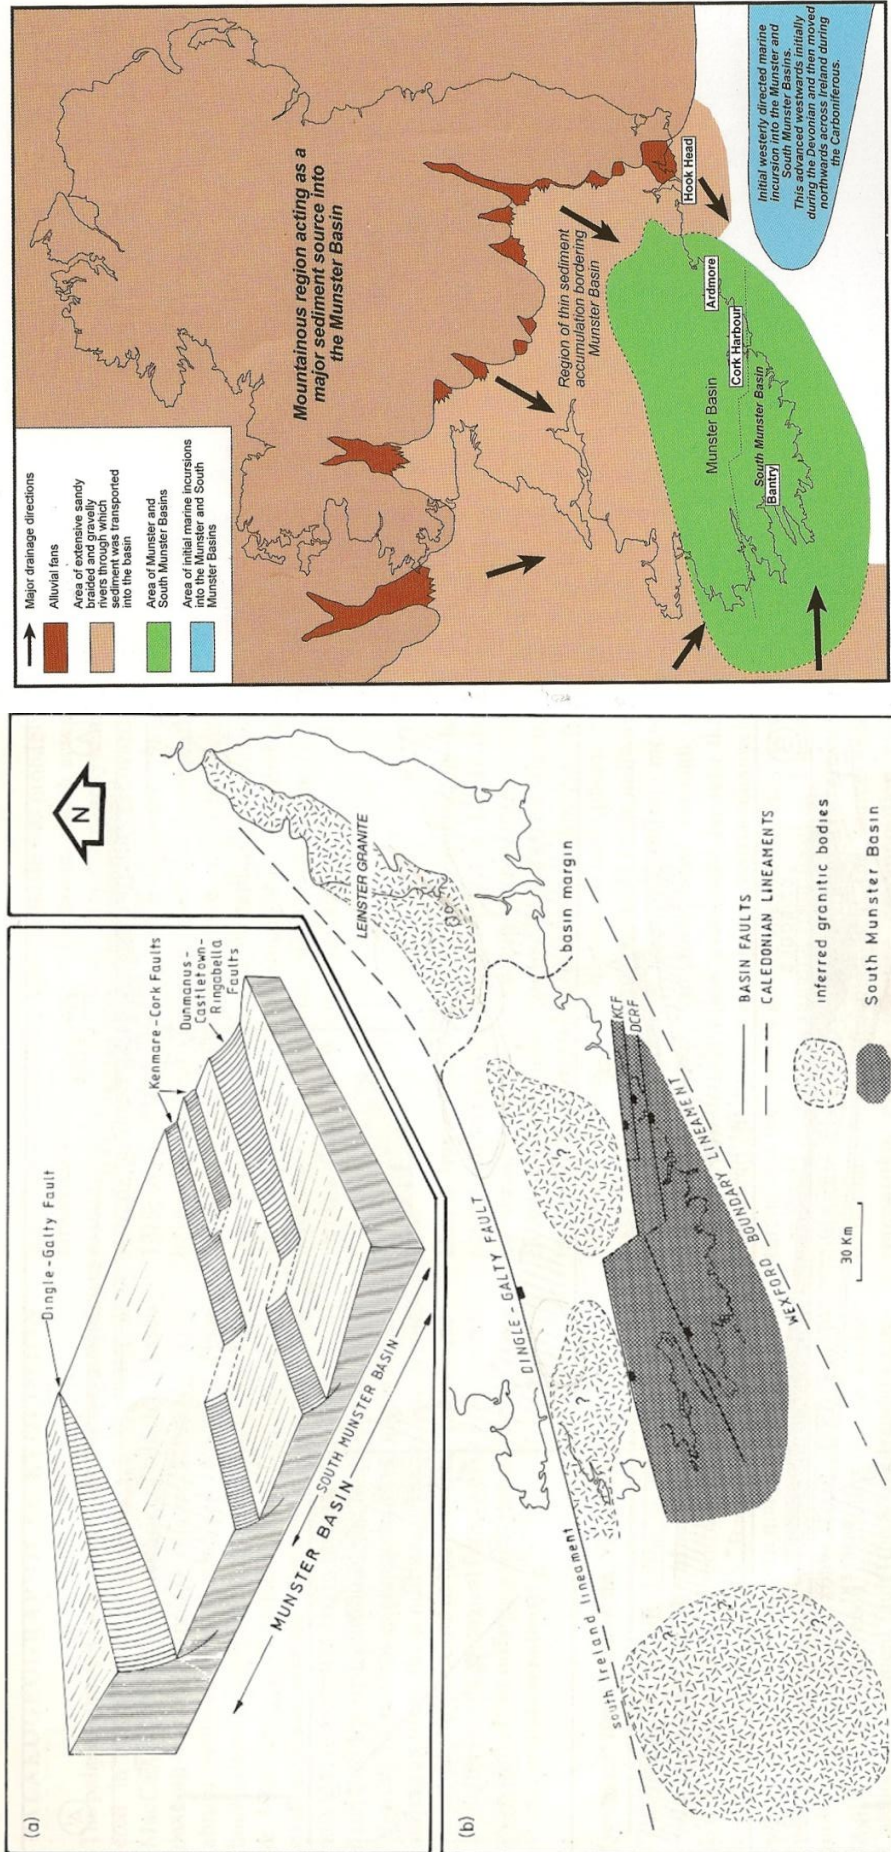 Major drainage directions
Alluvial fans
Area of extensive sandy
braided and gravelly
rivers through which
sediment was transported
into the basin
Area of Munster and
South Munster Basins
Area of initial marine incursions
into the Munster and South
Munster Basins
Mountainous region acting as a
major sediment source into
the Munster Basin
Region of thin sediment
accumulation bordering
Munster Basin
Hook Head
Ardmore
Cork Harbour
Munster Basin
South Munster Basin
Bantry
Initial westerly directed marine
incursion into the Munster and
South Munster Basins.
This advanced westwards initially
during the Devonian and then moved
northwards across Ireland during
the Carboniferous.
(a)
Dingle-Galty Fault
Kenmare-Cork Faults
Dunmanus-
Castletown-
Ringabella
Faults
SOUTH MUNSTER BASIN
MUNSTER BASIN
N
(b)
LEINSTER GRANITE
basin margin
DINGLE - GALTY FAULT
south Ireland lineament
KCF
DCRF
WEXFORD BOUNDARY LINEAMENT
?
?
?
?
?
30 Km
BASIN FAULTS
CALEDONIAN LINEAMENTS
inferred granitic bodies
South Munster Basin